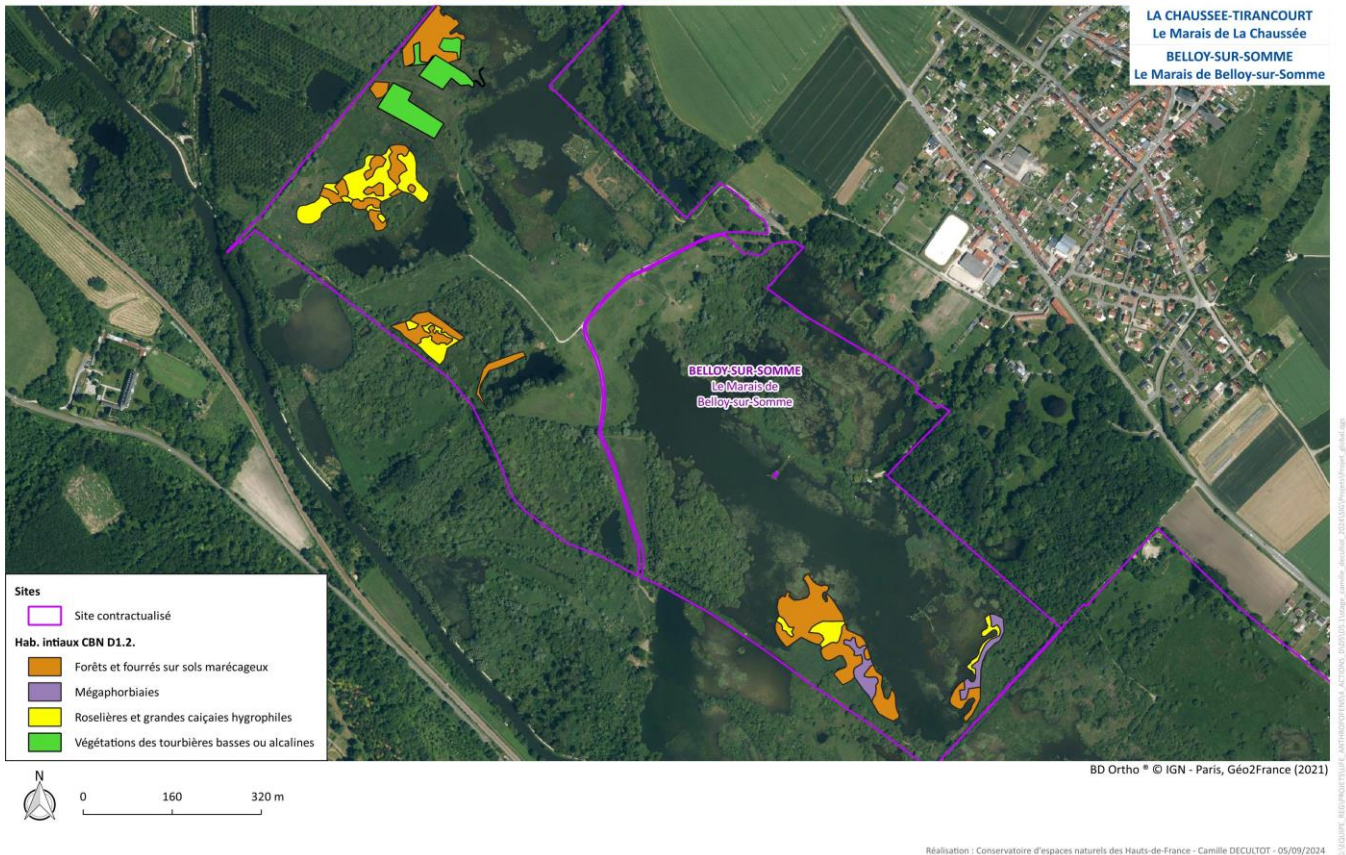 LA CHAUSSEE-TIRANCOURT
Le Marais de La Chaussée
BELLOY-SUR-SOMME
Le Marais de Belloy-sur-Somme
BELLOY-SUR-SOMME
Le Marais de
Belloy-sur-Somme
Sites
Site contractualisé
Hab. intiaux CBN D1.2.
Forêts et fourrés sur sols marécageux
Mégaphorbiaies
Roselières et grandes caiçaies hygrophiles
Végétations des tourbières basses ou alcalines
BD Ortho ® © IGN - Paris, Géo2France (2021)
N
0 160 320 m
Réalisation : Conservatoire d'espaces naturels des Hauts-de-France - Camille DECULTOT - 05/09/2024